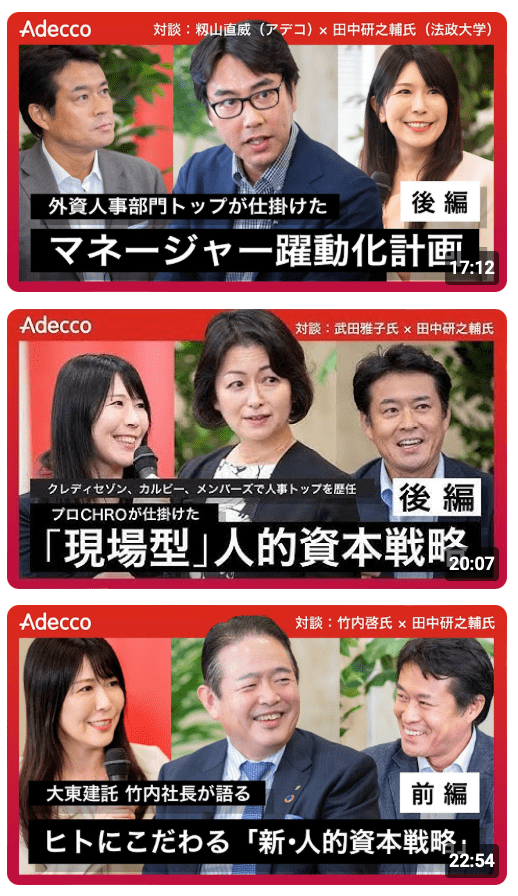 Adecco
対談：籾山直威（アデコ）× 田中研之輔氏（法政大学）
外資人事部門トップが仕掛けた
後編
マネージャー躍動化計画
17:12
Adecco
対談：武田雅子氏 × 田中研之輔氏
クレディセゾン、カルビー、メンバーズで人事トップを歴任
後編
プロCHROが仕掛けた
「現場型」人的資本戦略
20:07
Adecco
対談：竹内啓氏 × 田中研之輔氏
大東建託 竹内社長が語る
前編
ヒトにこだわる「新・人的資本戦略」
22:54